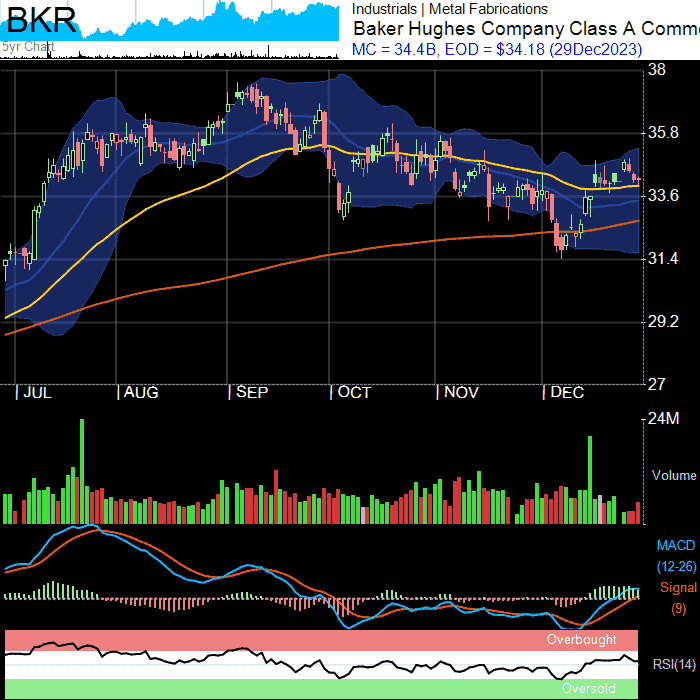 BKR
Industrials | Metal Fabrications
Baker Hughes Company Class A Comm
5yr Chart
MC = 34.4B, EOD = $34.18 (29Dec2023)
38
35.8
33.6
31.4
29.2
27
JUL AUG SEP OCT NOV DEC
24M
Volume
MACD
(12-26)
Signal
(9)
Overbought
RSI(14)
Oversold